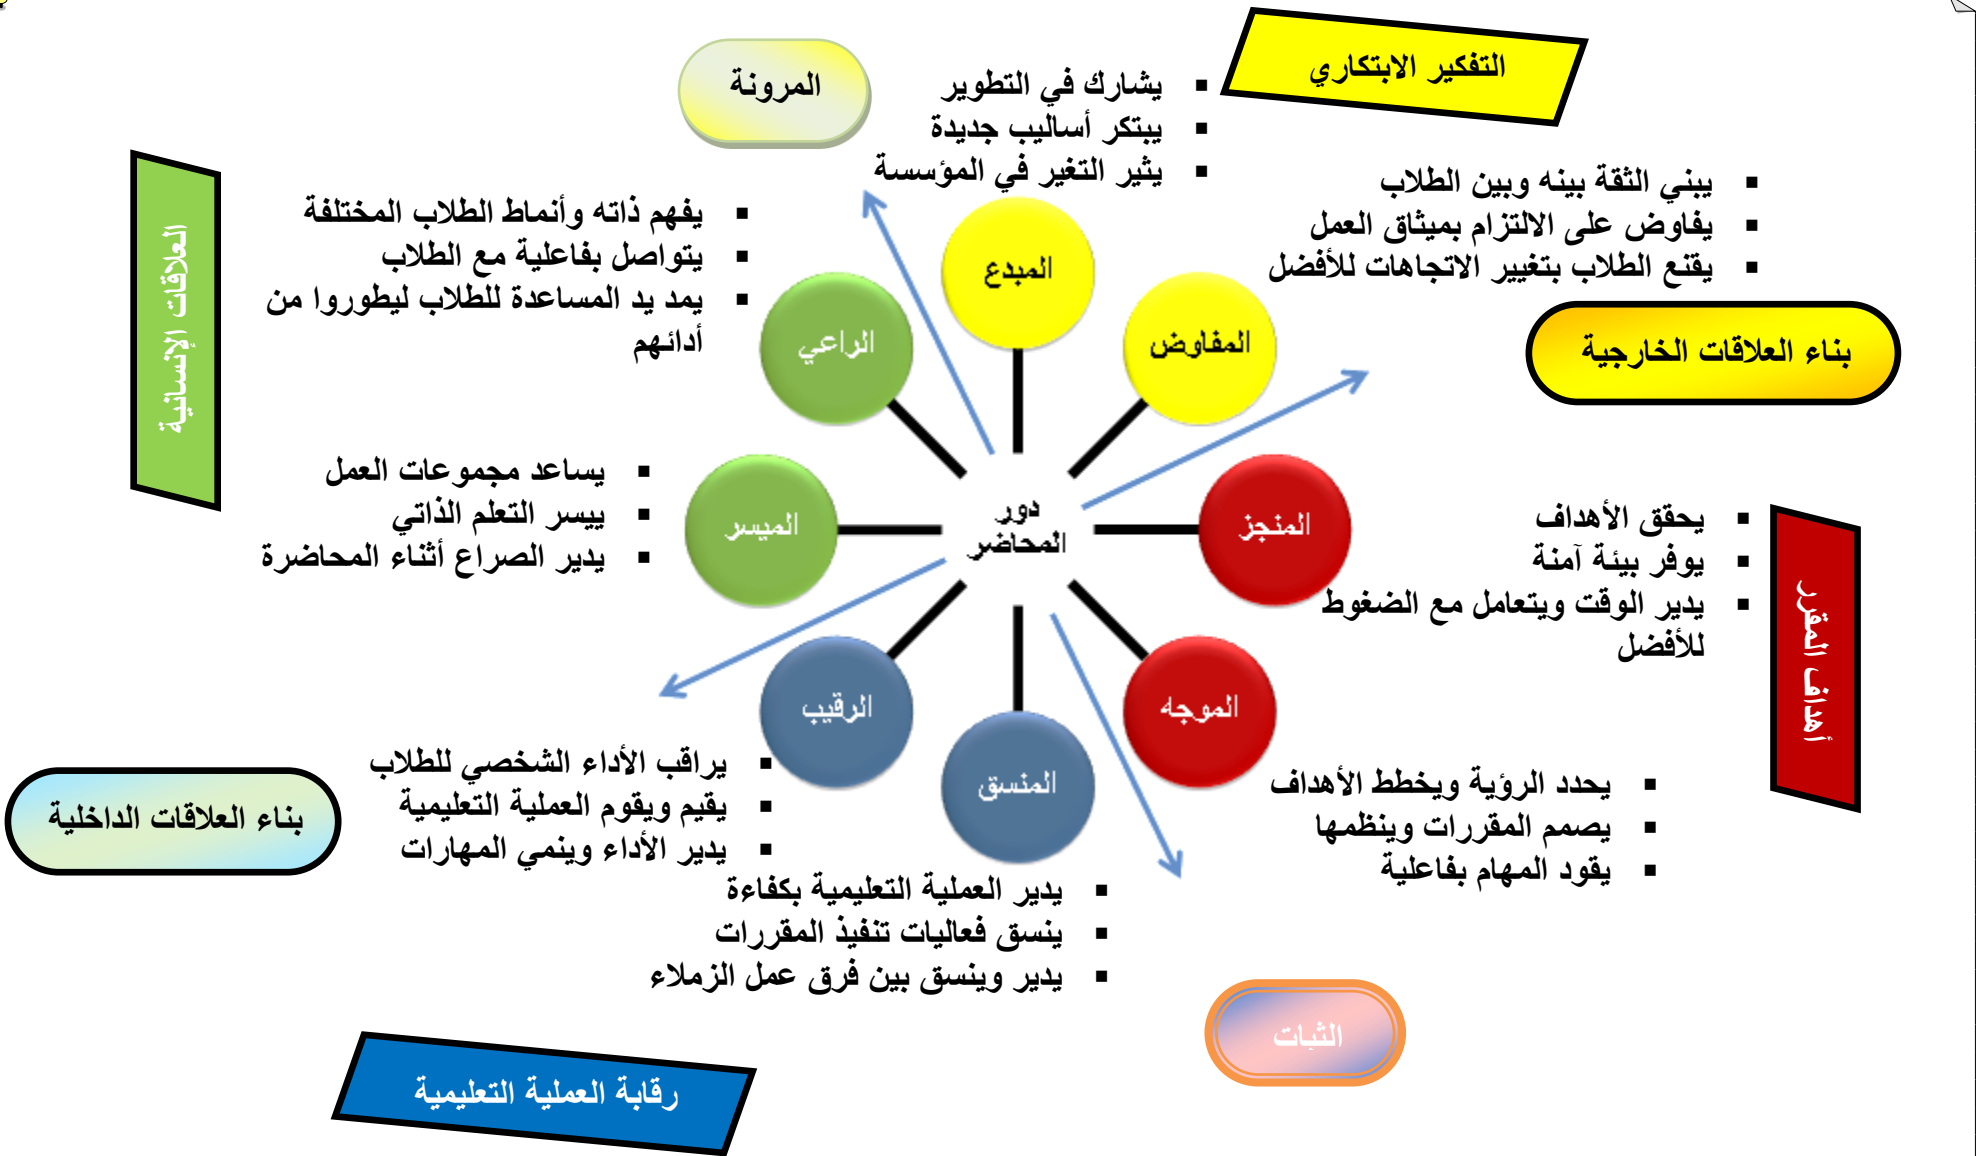 التفكير الابتكاري
المرونة
▪ يشارك في التطوير
▪ يبتكر أساليب جديدة
▪ يثير التغير في المؤسسة
▪ يبني الثقة بينه وبين الطلاب
▪ يفاوض على الالتزام بميثاق العمل
▪ يقنع الطلاب بتغيير الاتجاهات للأفضل
▪ يفهم ذاته وأنماط الطلاب المختلفة
▪ يتواصل بفاعلية مع الطلاب
▪ يمد يد المساعدة للطلاب ليطوروا من
أدائهم
العلاقات الإنسانية
بناء العلاقات الخارجية
المبدع
المفاوض
الراعي
المنجز
دور
المحاضر
الميسر
▪ يساعد مجموعات العمل
▪ ييسر التعلم الذاتي
▪ يدير الصراع أثناء المحاضرة
▪ يحقق الأهداف
▪ يوفر بيئة آمنة
▪ يدير الوقت ويتعامل مع الضغوط
للأفضل
أهداف المقرر
الموجه
الرقيب
المنسق
▪ يحدد الرؤية ويخطط الأهداف
▪ يصمم المقررات وينظمها
▪ يقود المهام بفاعلية
▪ يراقب الأداء الشخصي للطلاب
▪ يقيم ويقوم العملية التعليمية
▪ يدير الأداء وينمي المهارات
بناء العلاقات الداخلية
▪ يدير العملية التعليمية بكفاءة
▪ ينسق فعاليات تنفيذ المقررات
▪ يدير وينسق بين فرق عمل الزملاء
الثبات
رقابة العملية التعليمية